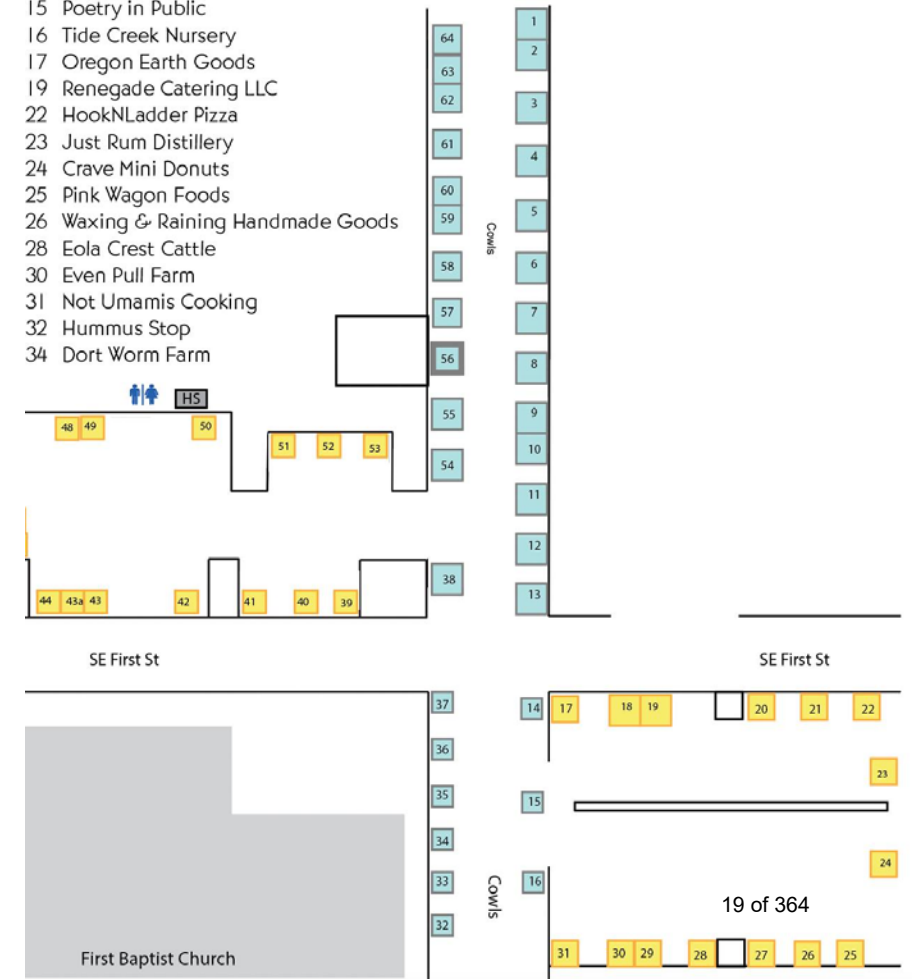 15 Poetry in Public
16 Tide Creek Nursery
17 Oregon Earth Goods
19 Renegade Catering LLC
22 HookNLadder Pizza
23 Just Rum Distillery
24 Crave Mini Donuts
25 Pink Wagon Foods
26 Waxing & Raining Handmade Goods
28 Eola Crest Cattle
30 Even Pull Farm
31 Not Umamis Cooking
32 Hummus Stop
34 Dort Worm Farm
HS
48 49 50
51 52 53
44 43a 43 42 41 40 39
64
63
62
61
60
59
58
57
56
55
54
38
Cowls
1
2
3
4
5
6
7
8
9
10
11
12
13
SE First St
SE First St
37
36
35
34
33
32
Cowls
14
15
16
17 18 19 20 21 22
23
24
19 of 364
31 30 29 28 27 26 25
First Baptist Church